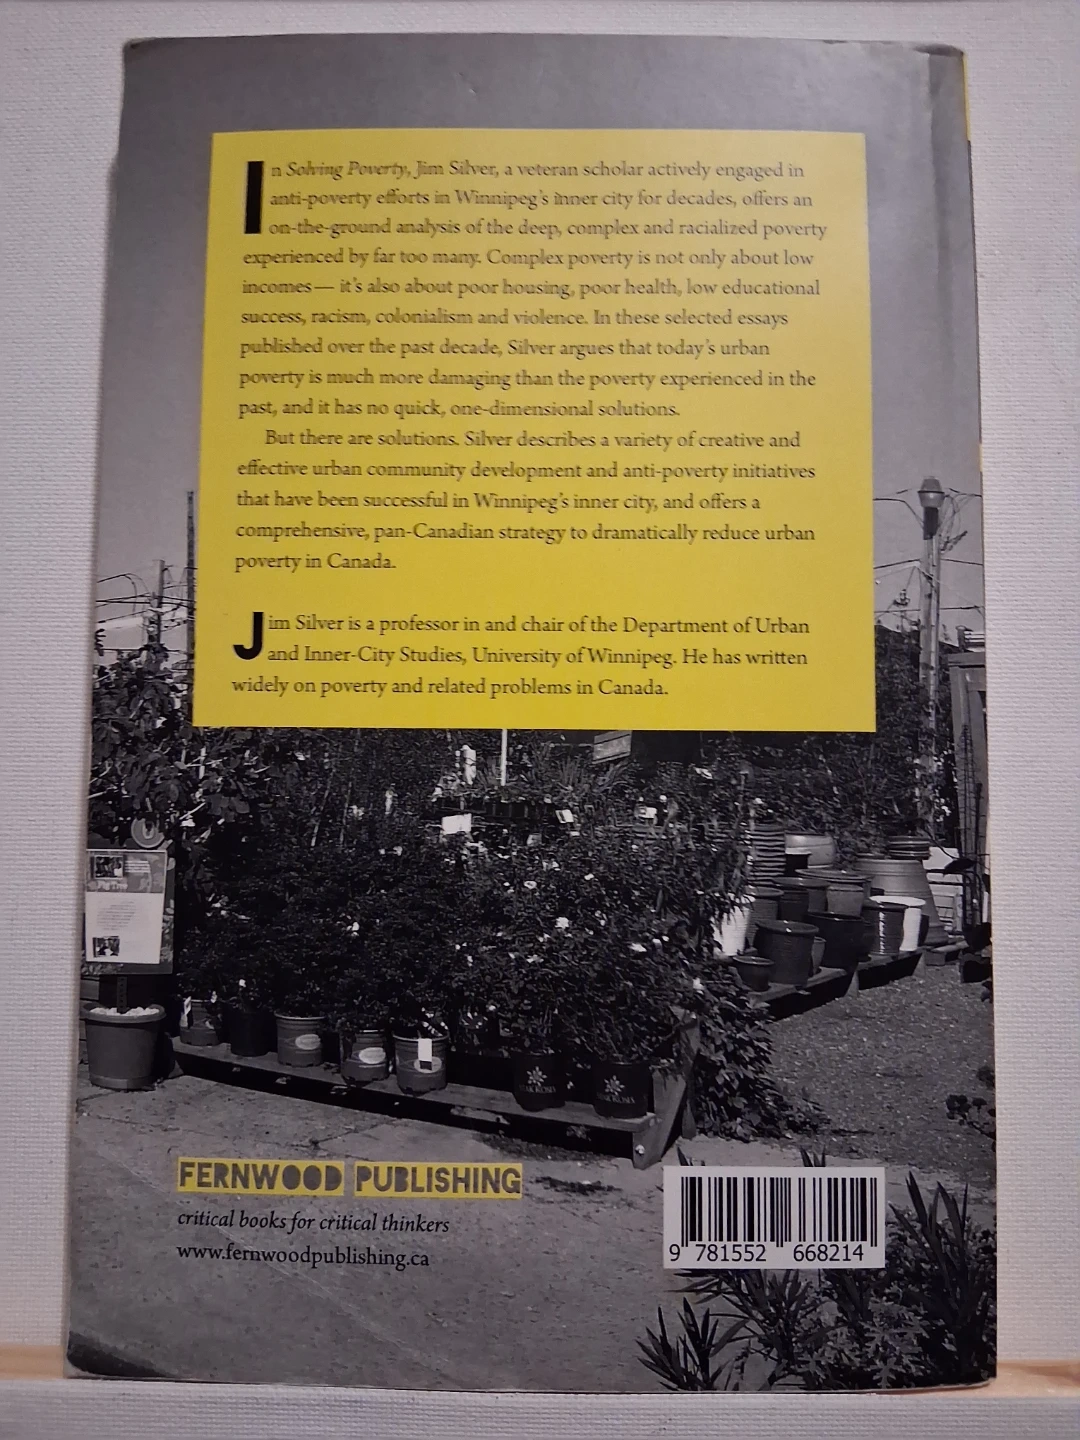 In Solving Poverty, Jim Silver, a veteran scholar actively engaged in
anti-poverty efforts in Winnipeg's inner city for decades, offers an
on-the-ground analysis of the deep, complex and racialized poverty
experienced by far too many. Complex poverty is not only about low
incomes — it's also about poor housing, poor health, low educational
success, racism, colonialism and violence. In these selected essays
published over the past decade, Silver argues that today's urban
poverty is much more damaging than the poverty experienced in the
past, and it has no quick, one-dimensional solutions.
But there are solutions. Silver describes a variety of creative and
effective urban community development and anti-poverty initiatives
that have been successful in Winnipeg's inner city, and offers a
comprehensive, pan-Canadian strategy to dramatically reduce urban
poverty in Canada.
Jim Silver is a professor in and chair of the Department of Urban
and Inner-City Studies, University of Winnipeg. He has written
widely on poverty and related problems in Canada.
FERNWOOD PUBLISHING
critical books for critical thinkers
www.fernwoodpublishing.ca
9 781552 668214